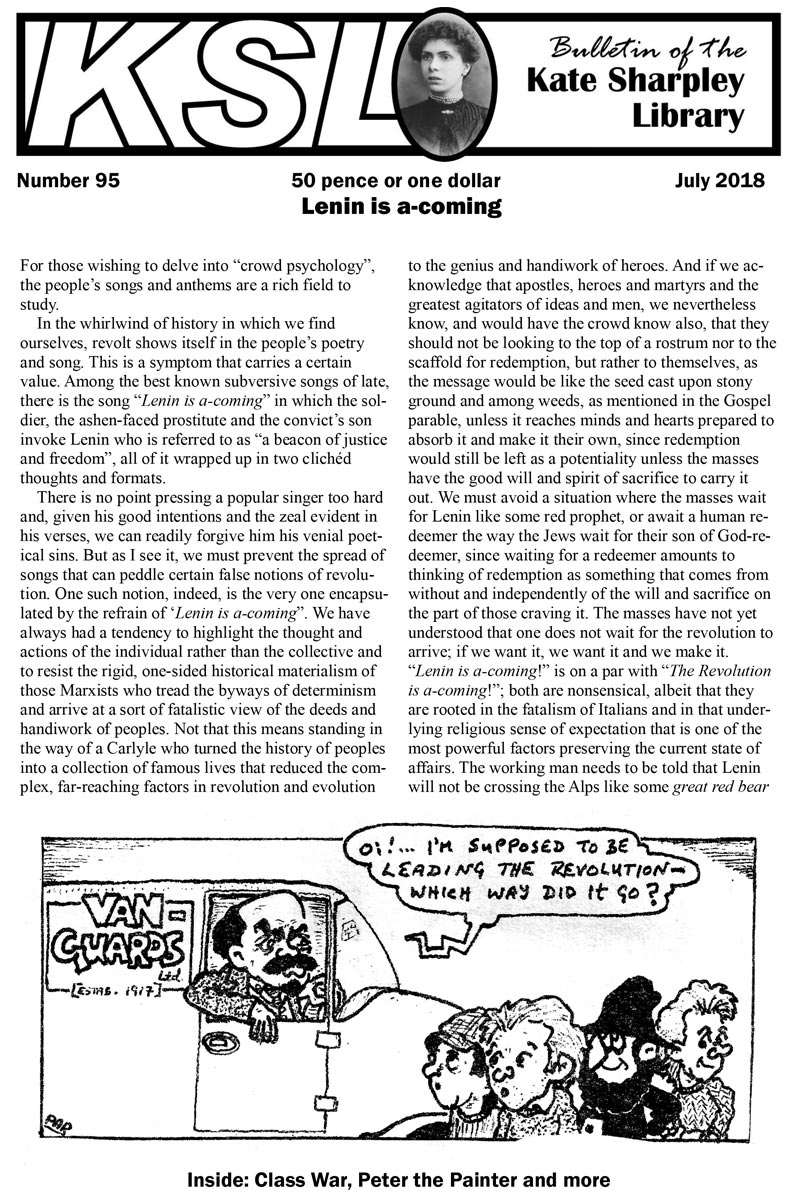 KSL
Bulletin of the
Kate Sharpley
Library
Number 95
50 pence or one dollar
July 2018
Lenin is a-coming
For those wishing to delve into “crowd psychology”,
the people’s songs and anthems are a rich field to
study.
In the whirlwind of history in which we find
ourselves, revolt shows itself in the people’s poetry
and song. This is a symptom that carries a certain
value. Among the best known subversive songs of late,
there is the song “Lenin is a-coming” in which the sol-
dier, the ashen-faced prostitute and the convict’s son
invoke Lenin who is referred to as “a beacon of justice
and freedom”, all of it wrapped up in two clichéd
thoughts and formats.
There is no point pressing a popular singer too hard
and, given his good intentions and the zeal evident in
his verses, we can readily forgive him his venial poet-
ical sins. But as I see it, we must prevent the spread of
songs that can peddle certain false notions of revolu-
tion. One such notion, indeed, is the very one encapsu-
lated by the refrain of ‘Lenin is a-coming”. We have
always had a tendency to highlight the thought and
actions of the individual rather than the collective and
to resist the rigid, one-sided historical materialism of
those Marxists who tread the byways of determinism
and arrive at a sort of fatalistic view of the deeds and
handiwork of peoples. Not that this means standing in
the way of a Carlyle who turned the history of peoples
into a collection of famous lives that reduced the com-
plex, far-reaching factors in revolution and evolution
to the genius and handiwork of heroes. And if we ac-
knowledge that apostles, heroes and martyrs and the
greatest agitators of ideas and men, we nevertheless
know, and would have the crowd know also, that they
should not be looking to the top of a rostrum nor to the
scaffold for redemption, but rather to themselves, as
the message would be like the seed cast upon stony
ground and among weeds, as mentioned in the Gospel
parable, unless it reaches minds and hearts prepared to
absorb it and make it their own, since redemption
would still be left as a potentiality unless the masses
have the good will and spirit of sacrifice to carry it
out. We must avoid a situation where the masses wait
for Lenin like some red prophet, or await a human re-
deemer the way the Jews wait for their son of God-re-
deemer, since waiting for a redeemer amounts to
thinking of redemption as something that comes from
without and independently of the will and sacrifice on
the part of those craving it. The masses have not yet
understood that one does not wait for the revolution to
arrive; if we want it, we want it and we make it.
“Lenin is a-coming!” is on a par with “The Revolution
is a-coming!”; both are nonsensical, albeit that they
are rooted in the fatalism of Italians and in that under-
lying religious sense of expectation that is one of the
most powerful factors preserving the current state of
affairs. The working man needs to be told that Lenin
will not be crossing the Alps like some great red bear
Oi!... I'M SUPPOSED TO BE
LEADING THE REVOLUTION—
WHICH WAY DID IT GO?
VAN-
GUARDS
Ltd.
[ESTAB. 1917]
PAR
Inside: Class War, Peter the Painter and more